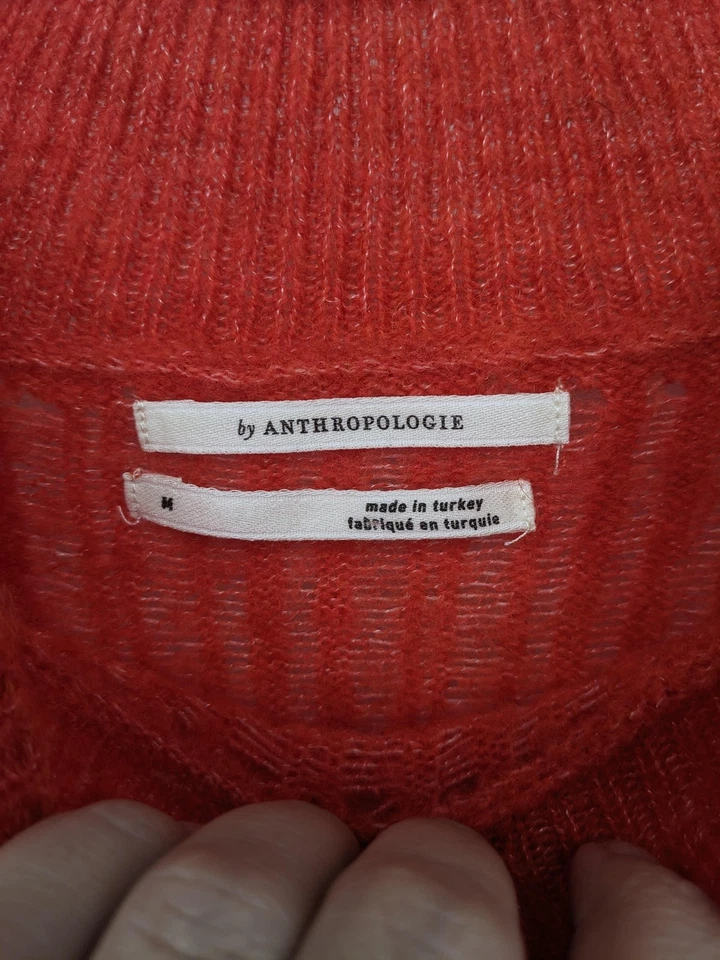 by ANTHROPOLOGIE
M
made in turkey
fabriqué en turquie